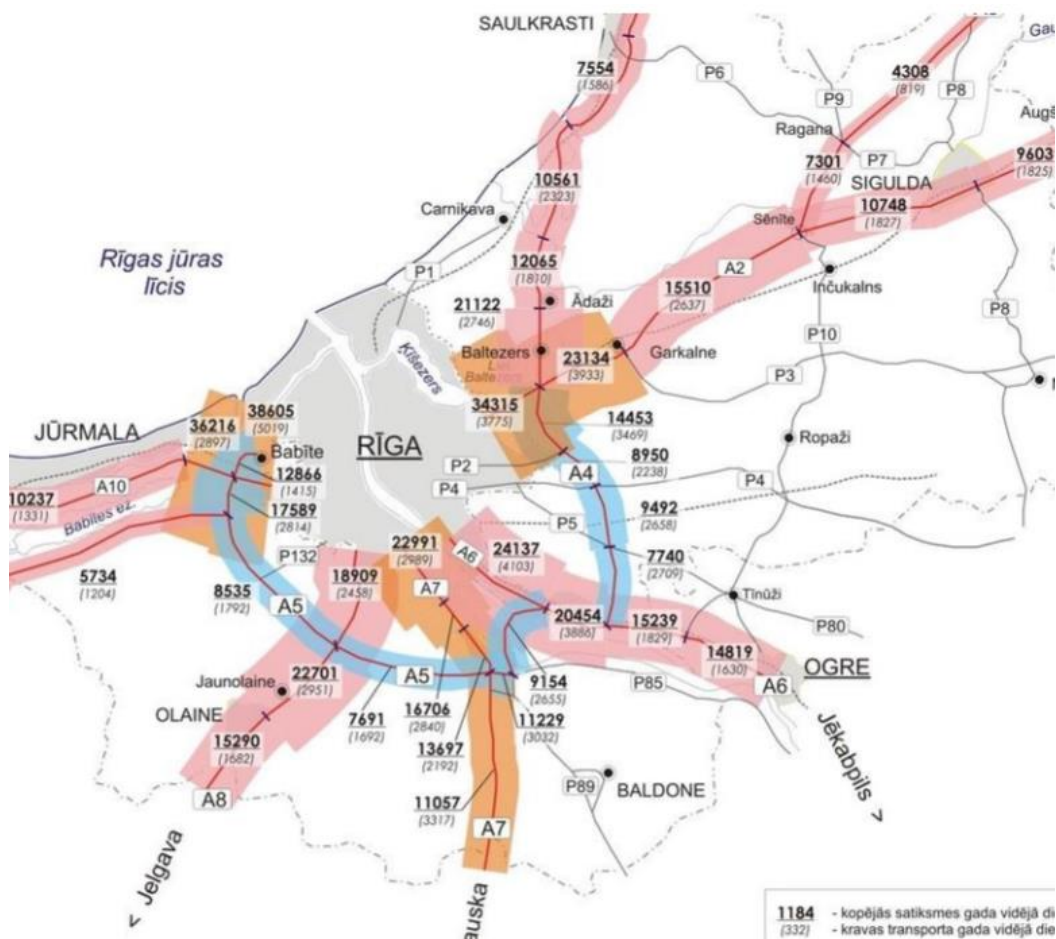 SAULKRASTI
7554
(1586)
P6
4308
(819)
P8
P9
Ragana
P7
Augš
7301
(1460)
9603
(1825)
SIGULDA
10561
(2323)
10748
(1827)
Carnikava
Sēnīte
Rīgas jūras
līcis
P1
12065
(1810)
A2
Inčukalns
15510
(2637)
21122
(2746)
Ādaži
P10
P8
Baltezers
23134
(3933)
Garkalne
Ķīšezers
P3
34315
(3775)
14453
(3469)
JŪRMALA
36216
(2897)
38605
(5019)
RĪGA
Babīte
Ropaži
8950
(2238)
P2
A4
12866
(1415)
P4
P4
A10
10237
(1331)
Babītes ez.
17589
(2814)
9492
(2658)
P5
P132
22991
(2989)
A6
24137
(4103)
7740
(2709)
5734
(1204)
18909
(2458)
8535
(1792)
A7
Tīnūži
A5
20454
(3886)
15239
(1829)
P80
14819
(1630)
OGRE
Jaunolaine
22701
(2951)
A5
9154
(2655)
P85
A6
OLAINE
7691
(1692)
16706
(2840)
11229
(3032)
15290
(1682)
13697
(2192)
Jēkabpils >
P89
BALDONE
11057
(3317)
A8
A7
< Jelgava
auska
1184 - kopējās satiksmes gada vidējā di
(332) - kravas transporta gada vidējā die